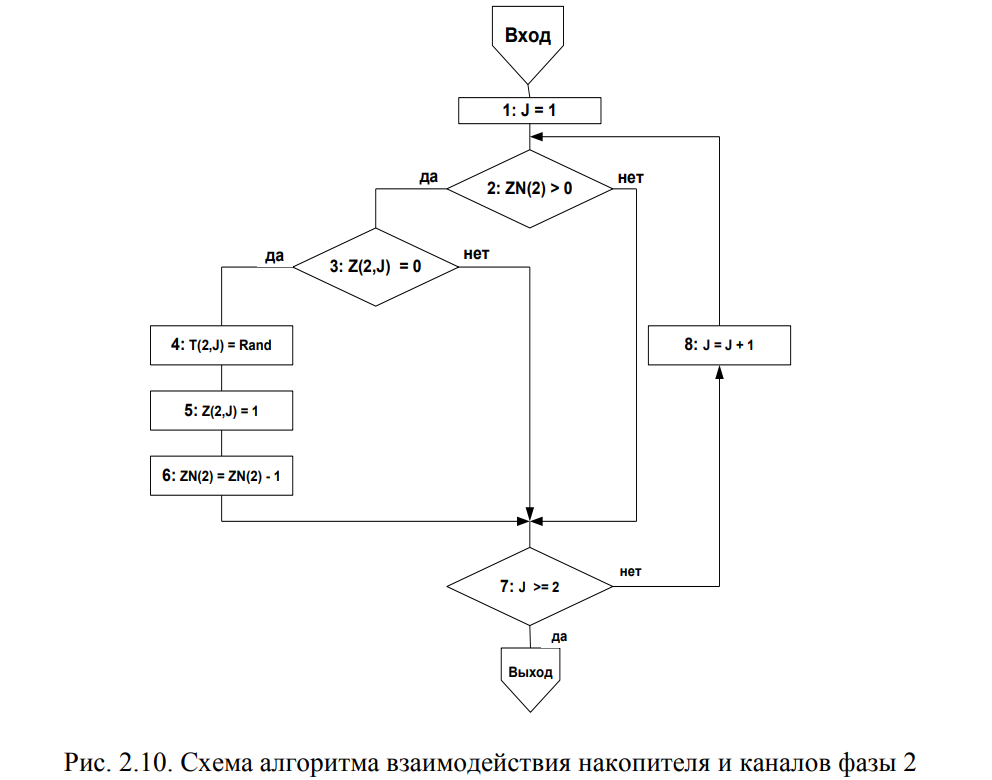 Вход
1: J = 1
да
2: ZN(2) > 0
нет
да
3: Z(2,J) = 0
нет
4: T(2,J) = Rand
8: J = J + 1
5: Z(2,J) = 1
6: ZN(2) = ZN(2) - 1
7: J >= 2
нет
да
Выход
Рис. 2.10. Схема алгоритма взаимодействия накопителя и каналов фазы 2